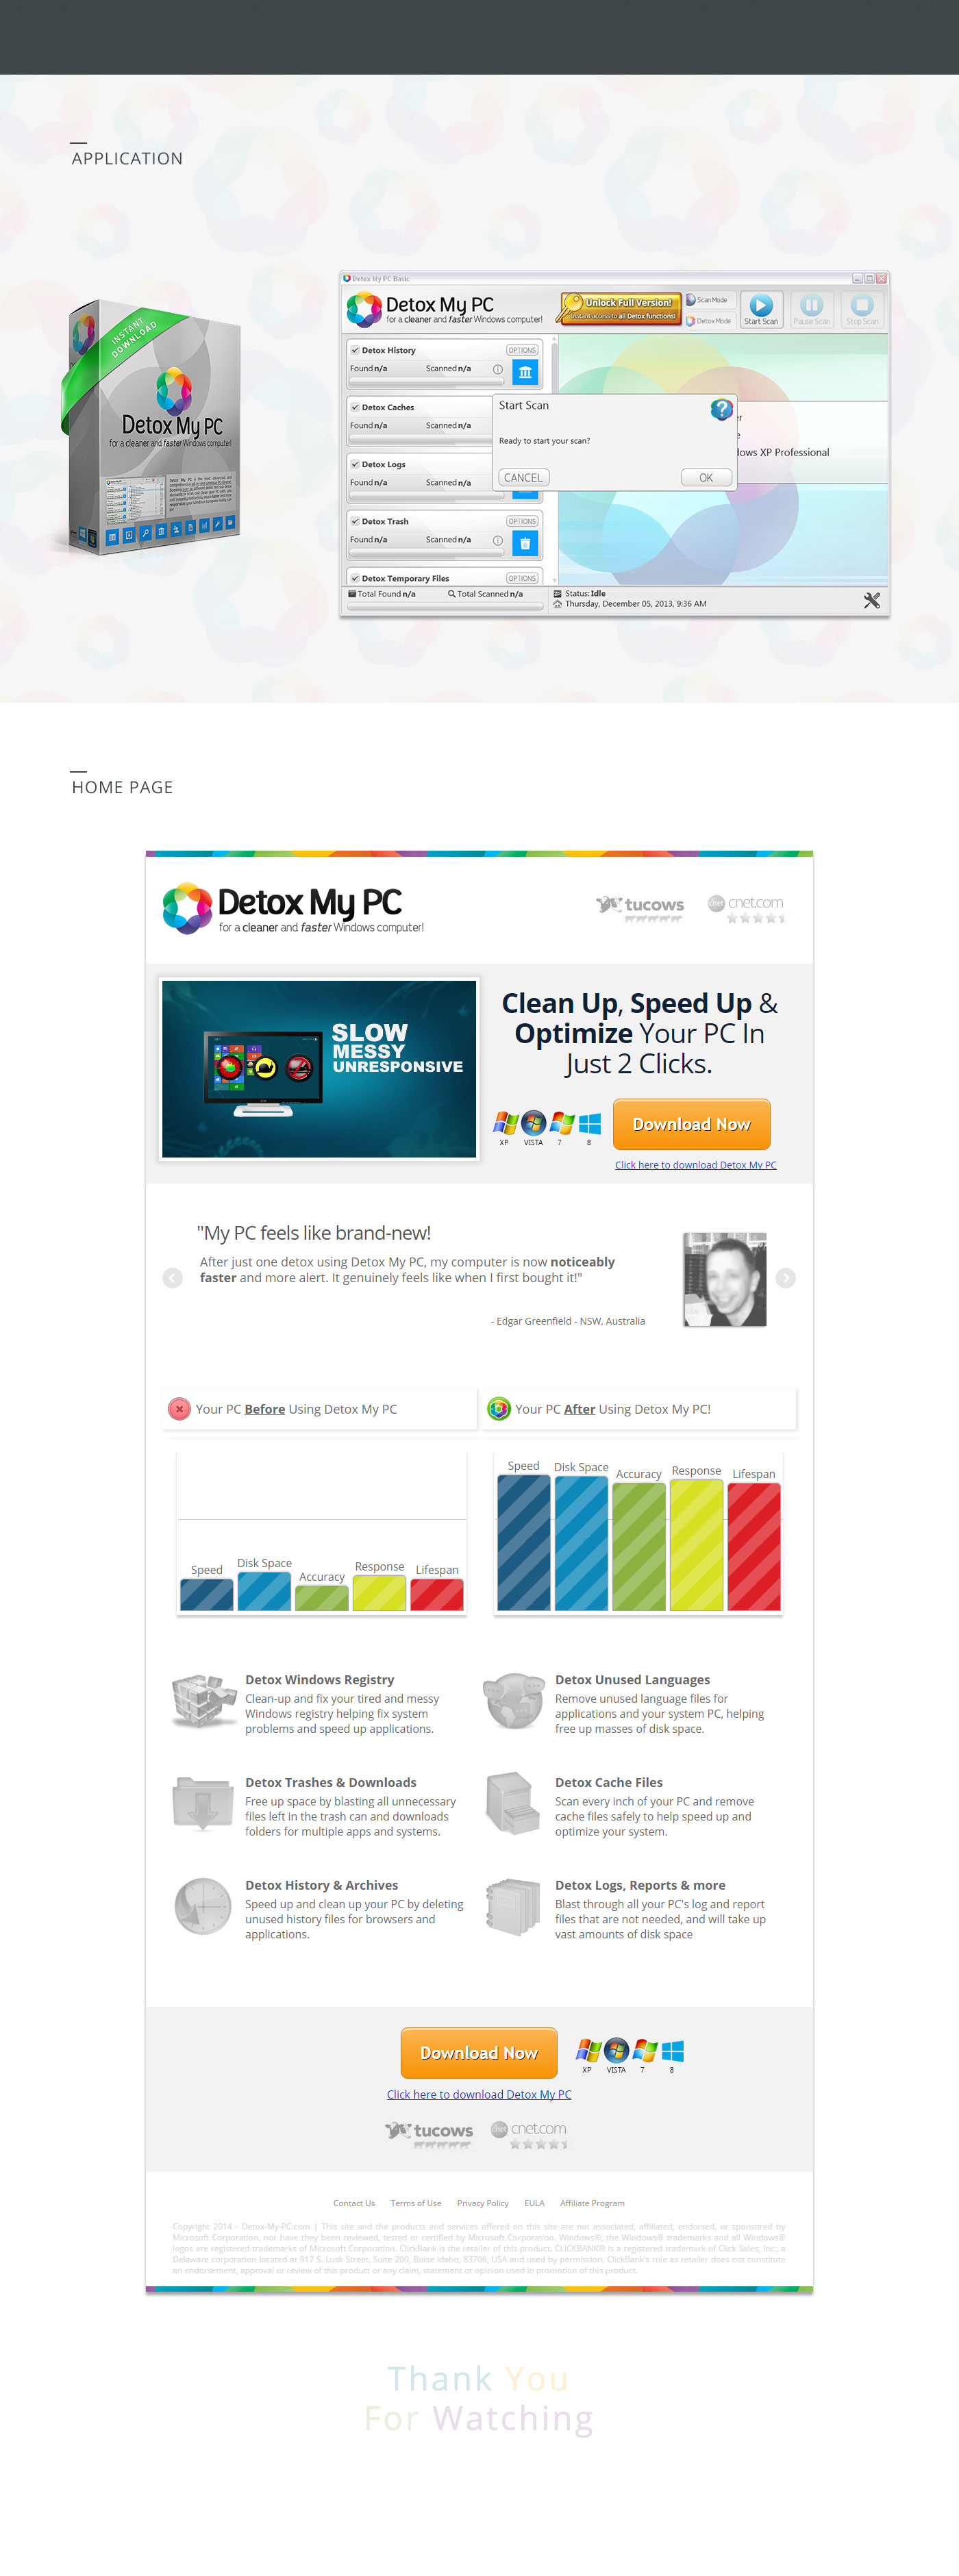 APPLICATION
INSTANT
DOWNLOAD
Detox My PC
for a cleaner and faster Windows computer!
Detox My PC Basic
Detox My PC
for a cleaner and faster Windows computer!
Unlock Full Version!
Instant access to all Detox functions!
Scan Mode
Detox Mode
Start Scan
Pause Scan
Stop Scan
Detox History
OPTIONS
Found n/a
Scanned n/a
Detox Caches
Found n/a
Scanned n/a
Detox Logs
Found n/a
Scanned n/a
Detox Trash
OPTIONS
Found n/a
Scanned n/a
Detox Temporary Files
OPTIONS
Start Scan
Ready to start your scan?
CANCEL
OK
lows XP Professional
Total Found n/a
Total Scanned n/a
Status: Idle
Thursday, December 05, 2013, 9:36 AM
HOME PAGE
Detox My PC
for a cleaner and faster Windows computer!
tucows
cnet
cnet.com
SLOW
MESSY
UNRESPONSIVE
Clean Up, Speed Up &
Optimize Your PC In
Just 2 Clicks.
XP VISTA 7 8
Download Now
Click here to download Detox My PC
"My PC feels like brand-new!
After just one detox using Detox My PC, my computer is now noticeably
faster and more alert. It genuinely feels like when I first bought it!"
- Edgar Greenfield - NSW, Australia
Your PC Before Using Detox My PC
Your PC After Using Detox My PC!
Speed Disk Space Accuracy Response Lifespan
Speed Disk Space Accuracy Response Lifespan
Detox Windows Registry
Clean-up and fix your tired and messy
Windows registry helping fix system
problems and speed up applications.
Detox Unused Languages
Remove unused language files for
applications and your system PC, helping
free up masses of disk space.
Detox Trashes & Downloads
Free up space by blasting all unnecessary
files left in the trash can and downloads
folders for multiple apps and systems.
Detox Cache Files
Scan every inch of your PC and remove
cache files safely to help speed up and
optimize your system.
Detox History & Archives
Speed up and clean up your PC by deleting
unused history files for browsers and
applications.
Detox Logs, Reports & more
Blast through all your PC's log and report
files that are not needed, and will take up
vast amounts of disk space
Download Now
XP VISTA 7 8
Click here to download Detox My PC
tucows
cnet
cnet.com
Contact Us Terms of Use Privacy Policy EULA Affiliate Program
Copyright 2014 - Detox-My-PC.com | This site and the products and services offered on this site are not associated, affiliated, endorsed, or sponsored by
Microsoft Corporation, nor have they been reviewed, tested or certified by Microsoft Corporation. Windows®, the Windows® trademarks and all Windows®
logos are registered trademarks of Microsoft Corporation. ClickBank is the retailer of this product. CLICKBANK® is a registered trademark of Click Sales, Inc., a
Delaware corporation located at 917 S. Lusk Street, Suite 200, Boise Idaho, 83706, USA and used by permission. ClickBank's role as retailer does not constitute
an endorsement, approval or review of this product or any claim, statement or opinion used in promotion of this product.
Thank You
For Watching